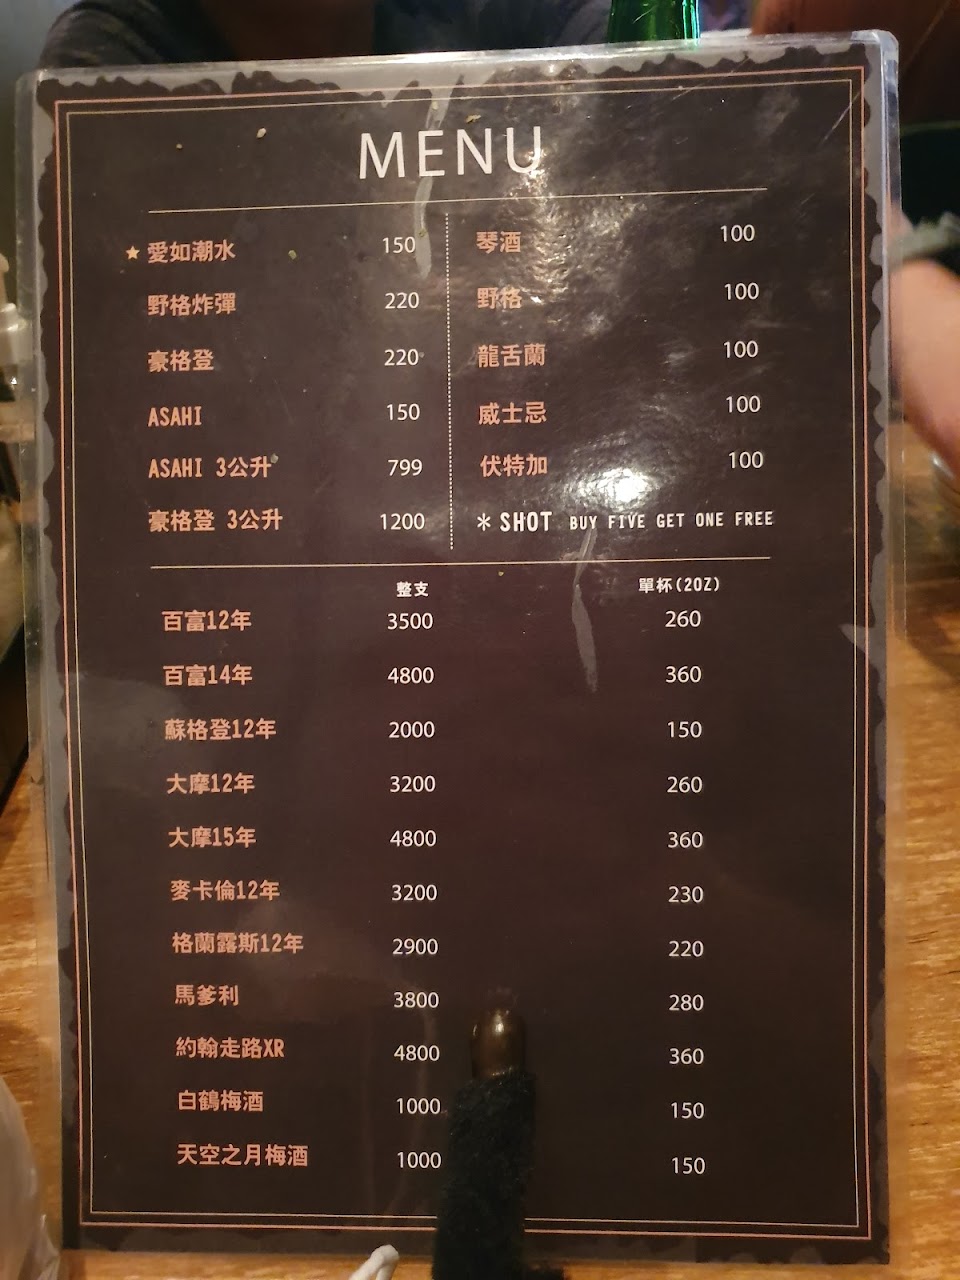 MENU
愛如潮水 150
野格炸彈 220
豪格登 220
ASAHI 150
ASAHI 3公升 799
豪格登 3公升 1200
琴酒 100
野格 100
龍舌蘭 100
威士忌 100
伏特加 100
* SHOT BUY FIVE GET ONE FREE
整支 單杯(2OZ)
百富12年 3500 260
百富14年 4800 360
蘇格登12年 2000 150
大摩12年 3200 260
大摩15年 4800 360
麥卡倫12年 3200 230
格蘭露斯12年 2900 220
馬爹利 3800 280
約翰走路XR 4800 360
白鶴梅酒 1000 150
天空之月梅酒 1000 150